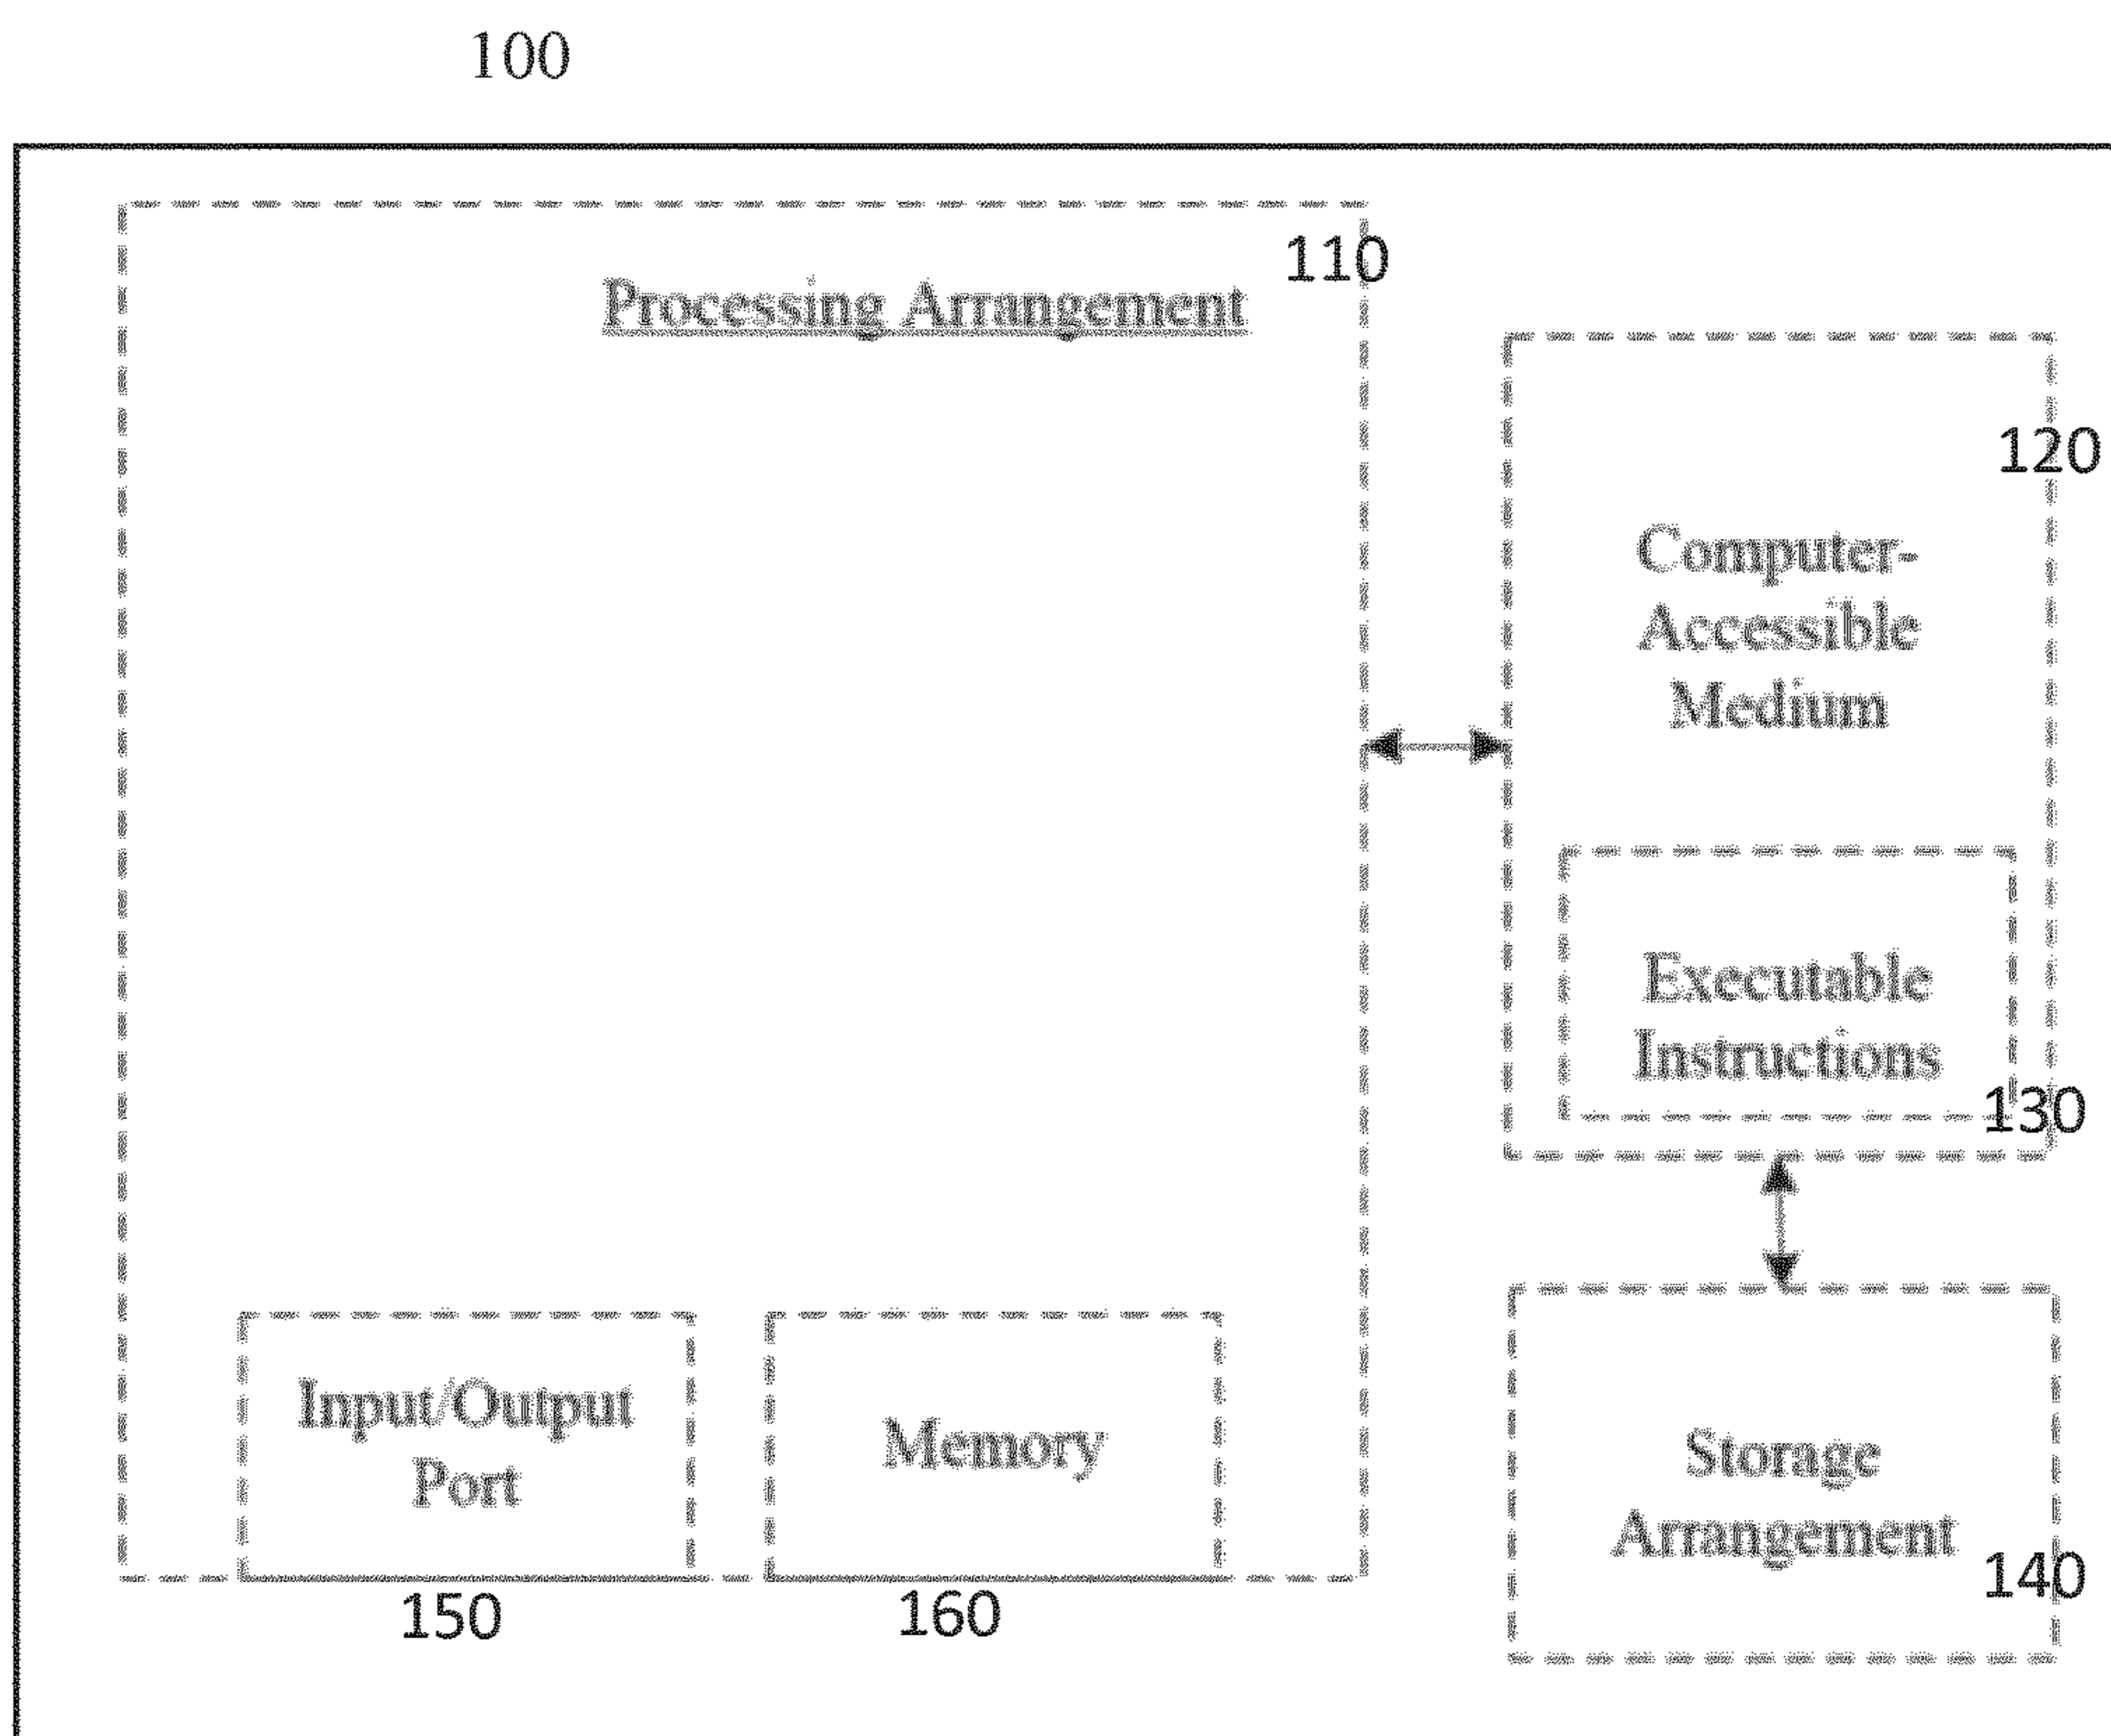 100
110
Processing Arrangement
120
Computer-
Accessible
Medium
Executable
Instructions
130
Input/Output
Port
Memory
Storage
Arrangement
140
150
160